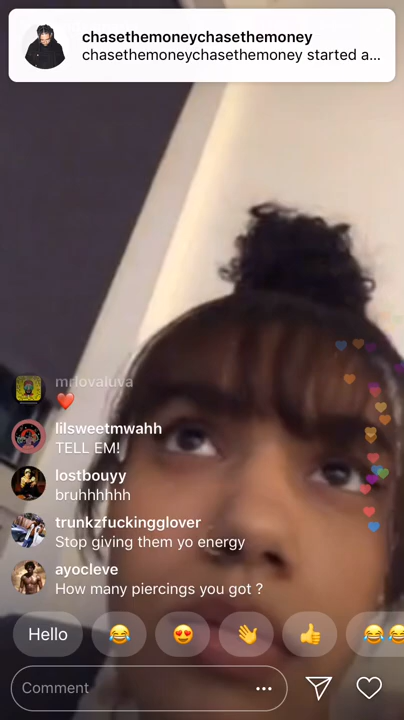 chasethemoneychasethemoney
chasethemoneychasethemoney started a...
mrlovaluva
❤️
lilsweetmwahh
TELL EM!
lostbouyy
bruhhhhhh
trunkzfuckingglover
Stop giving them yo energy
ayocleve
How many piercings you got ?
Hello 😂 😍 👋 👍 😂😂
Comment ...